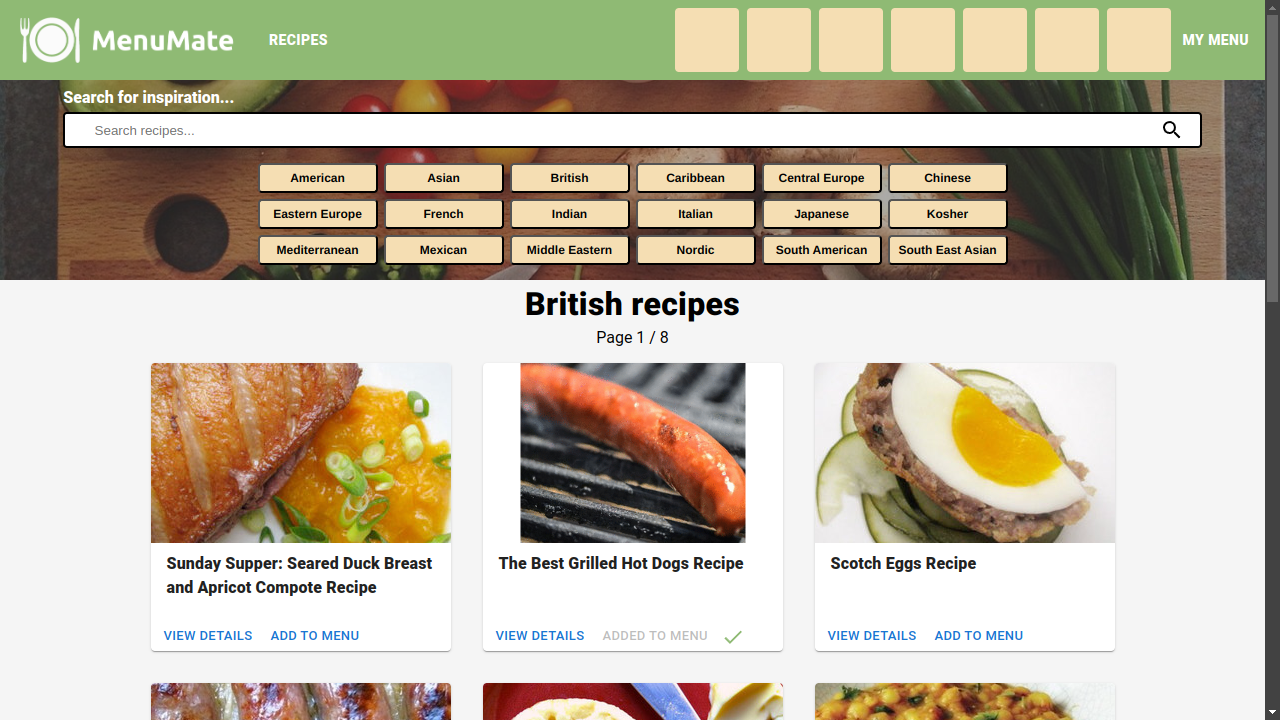 MenuMate
RECIPES
MY MENU
Search for inspiration...
Search recipes...
American
Asian
British
Caribbean
Central Europe
Chinese
Eastern Europe
French
Indian
Italian
Japanese
Kosher
Mediterranean
Mexican
Middle Eastern
Nordic
South American
South East Asian
British recipes
Page 1 / 8
Sunday Supper: Seared Duck Breast
and Apricot Compote Recipe
VIEW DETAILS
ADD TO MENU
The Best Grilled Hot Dogs Recipe
VIEW DETAILS
ADDED TO MENU
Scotch Eggs Recipe
VIEW DETAILS
ADD TO MENU